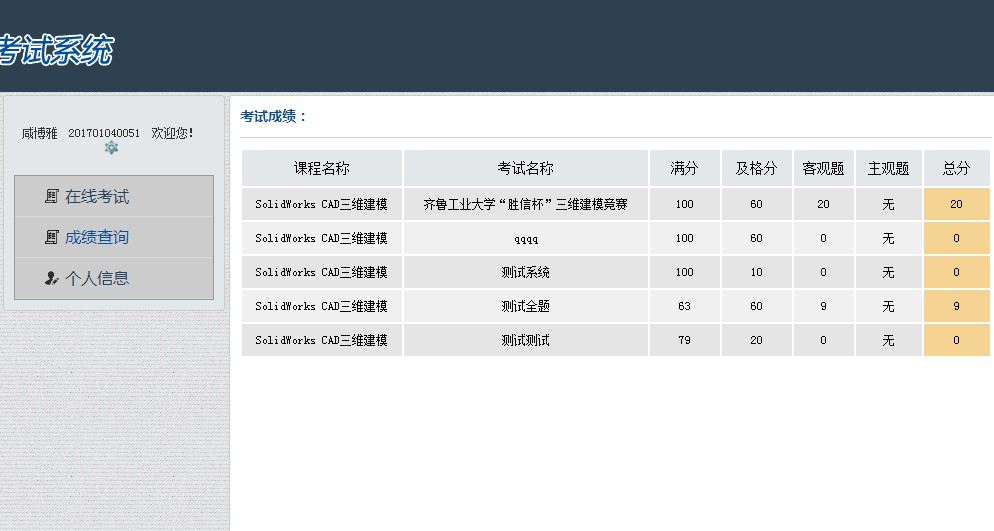 考试系统
咸博雅 201701040051 欢迎您!
在线考试
成绩查询
个人信息
考试成绩：
课程名称 考试名称 满分 及格分 客观题 主观题 总分
SolidWorks CAD三维建模 齐鲁工业大学“胜信杯”三维建模竞赛 100 60 20 无 20
SolidWorks CAD三维建模 qqqq 100 60 0 无 0
SolidWorks CAD三维建模 测试系统 100 10 0 无 0
SolidWorks CAD三维建模 测试全题 63 60 9 无 9
SolidWorks CAD三维建模 测试测试 79 20 0 无 0